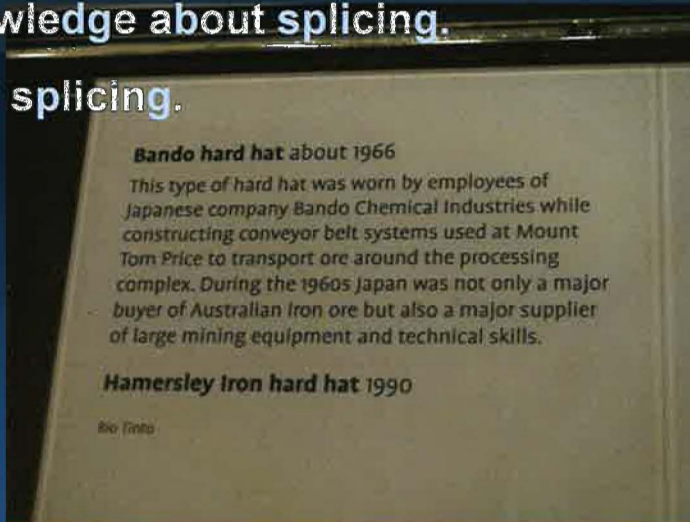 wledge about splicing.
splicing.
Bando hard hat about 1966
This type of hard hat was worn by employees of
Japanese company Bando Chemical Industries while
constructing conveyor belt systems used at Mount
Tom Price to transport ore around the processing
complex. During the 1960s Japan was not only a major
buyer of Australian iron ore but also a major supplier
of large mining equipment and technical skills.
Hamersley Iron hard hat 1990
Rio Tinto